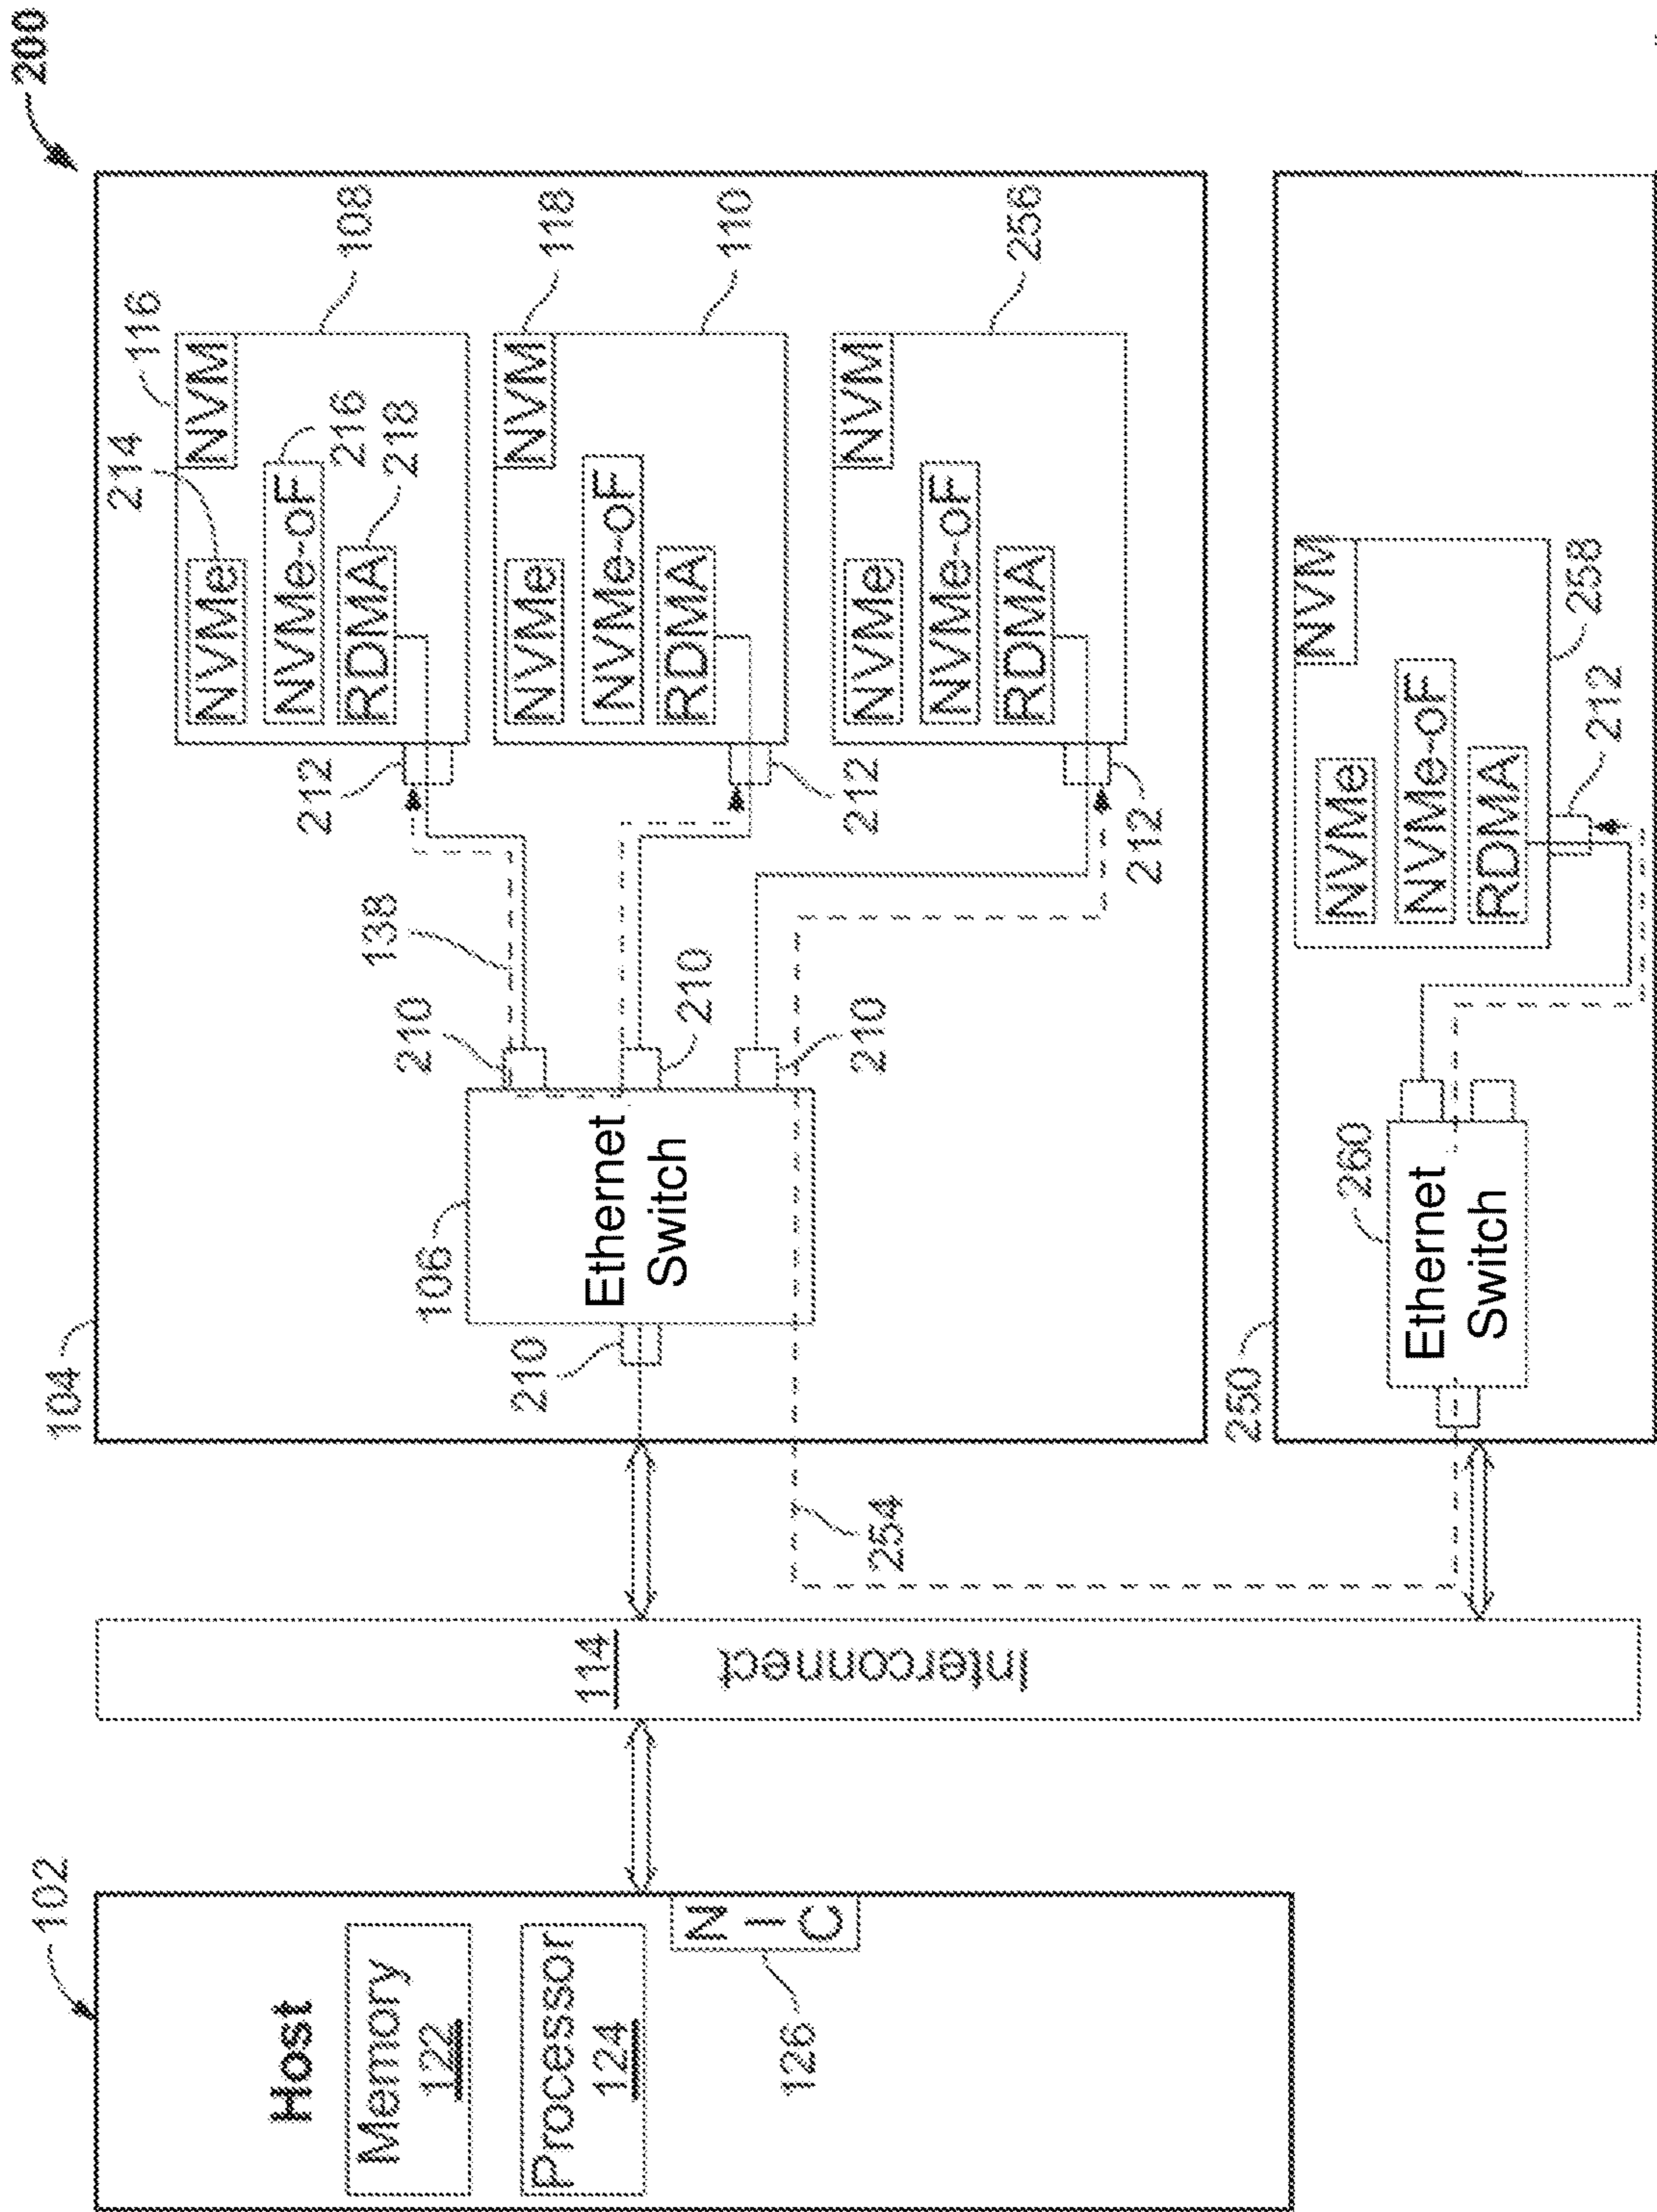 200
102
Host
Memory
122
Processor
124
N
I
C
126
114
Interconnect
104
106
Ethernet
Switch
210
210
210
210
138
254
212
212
212
214
NVMe
NVMe-oF
RDMA
NVM
116
108
216
218
NVMe
NVMe-oF
RDMA
NVM
118
110
NVMe
NVMe-oF
RDMA
NVM
256
250
260
Ethernet
Switch
NVMe
NVMe-oF
RDMA
NVM
258
212